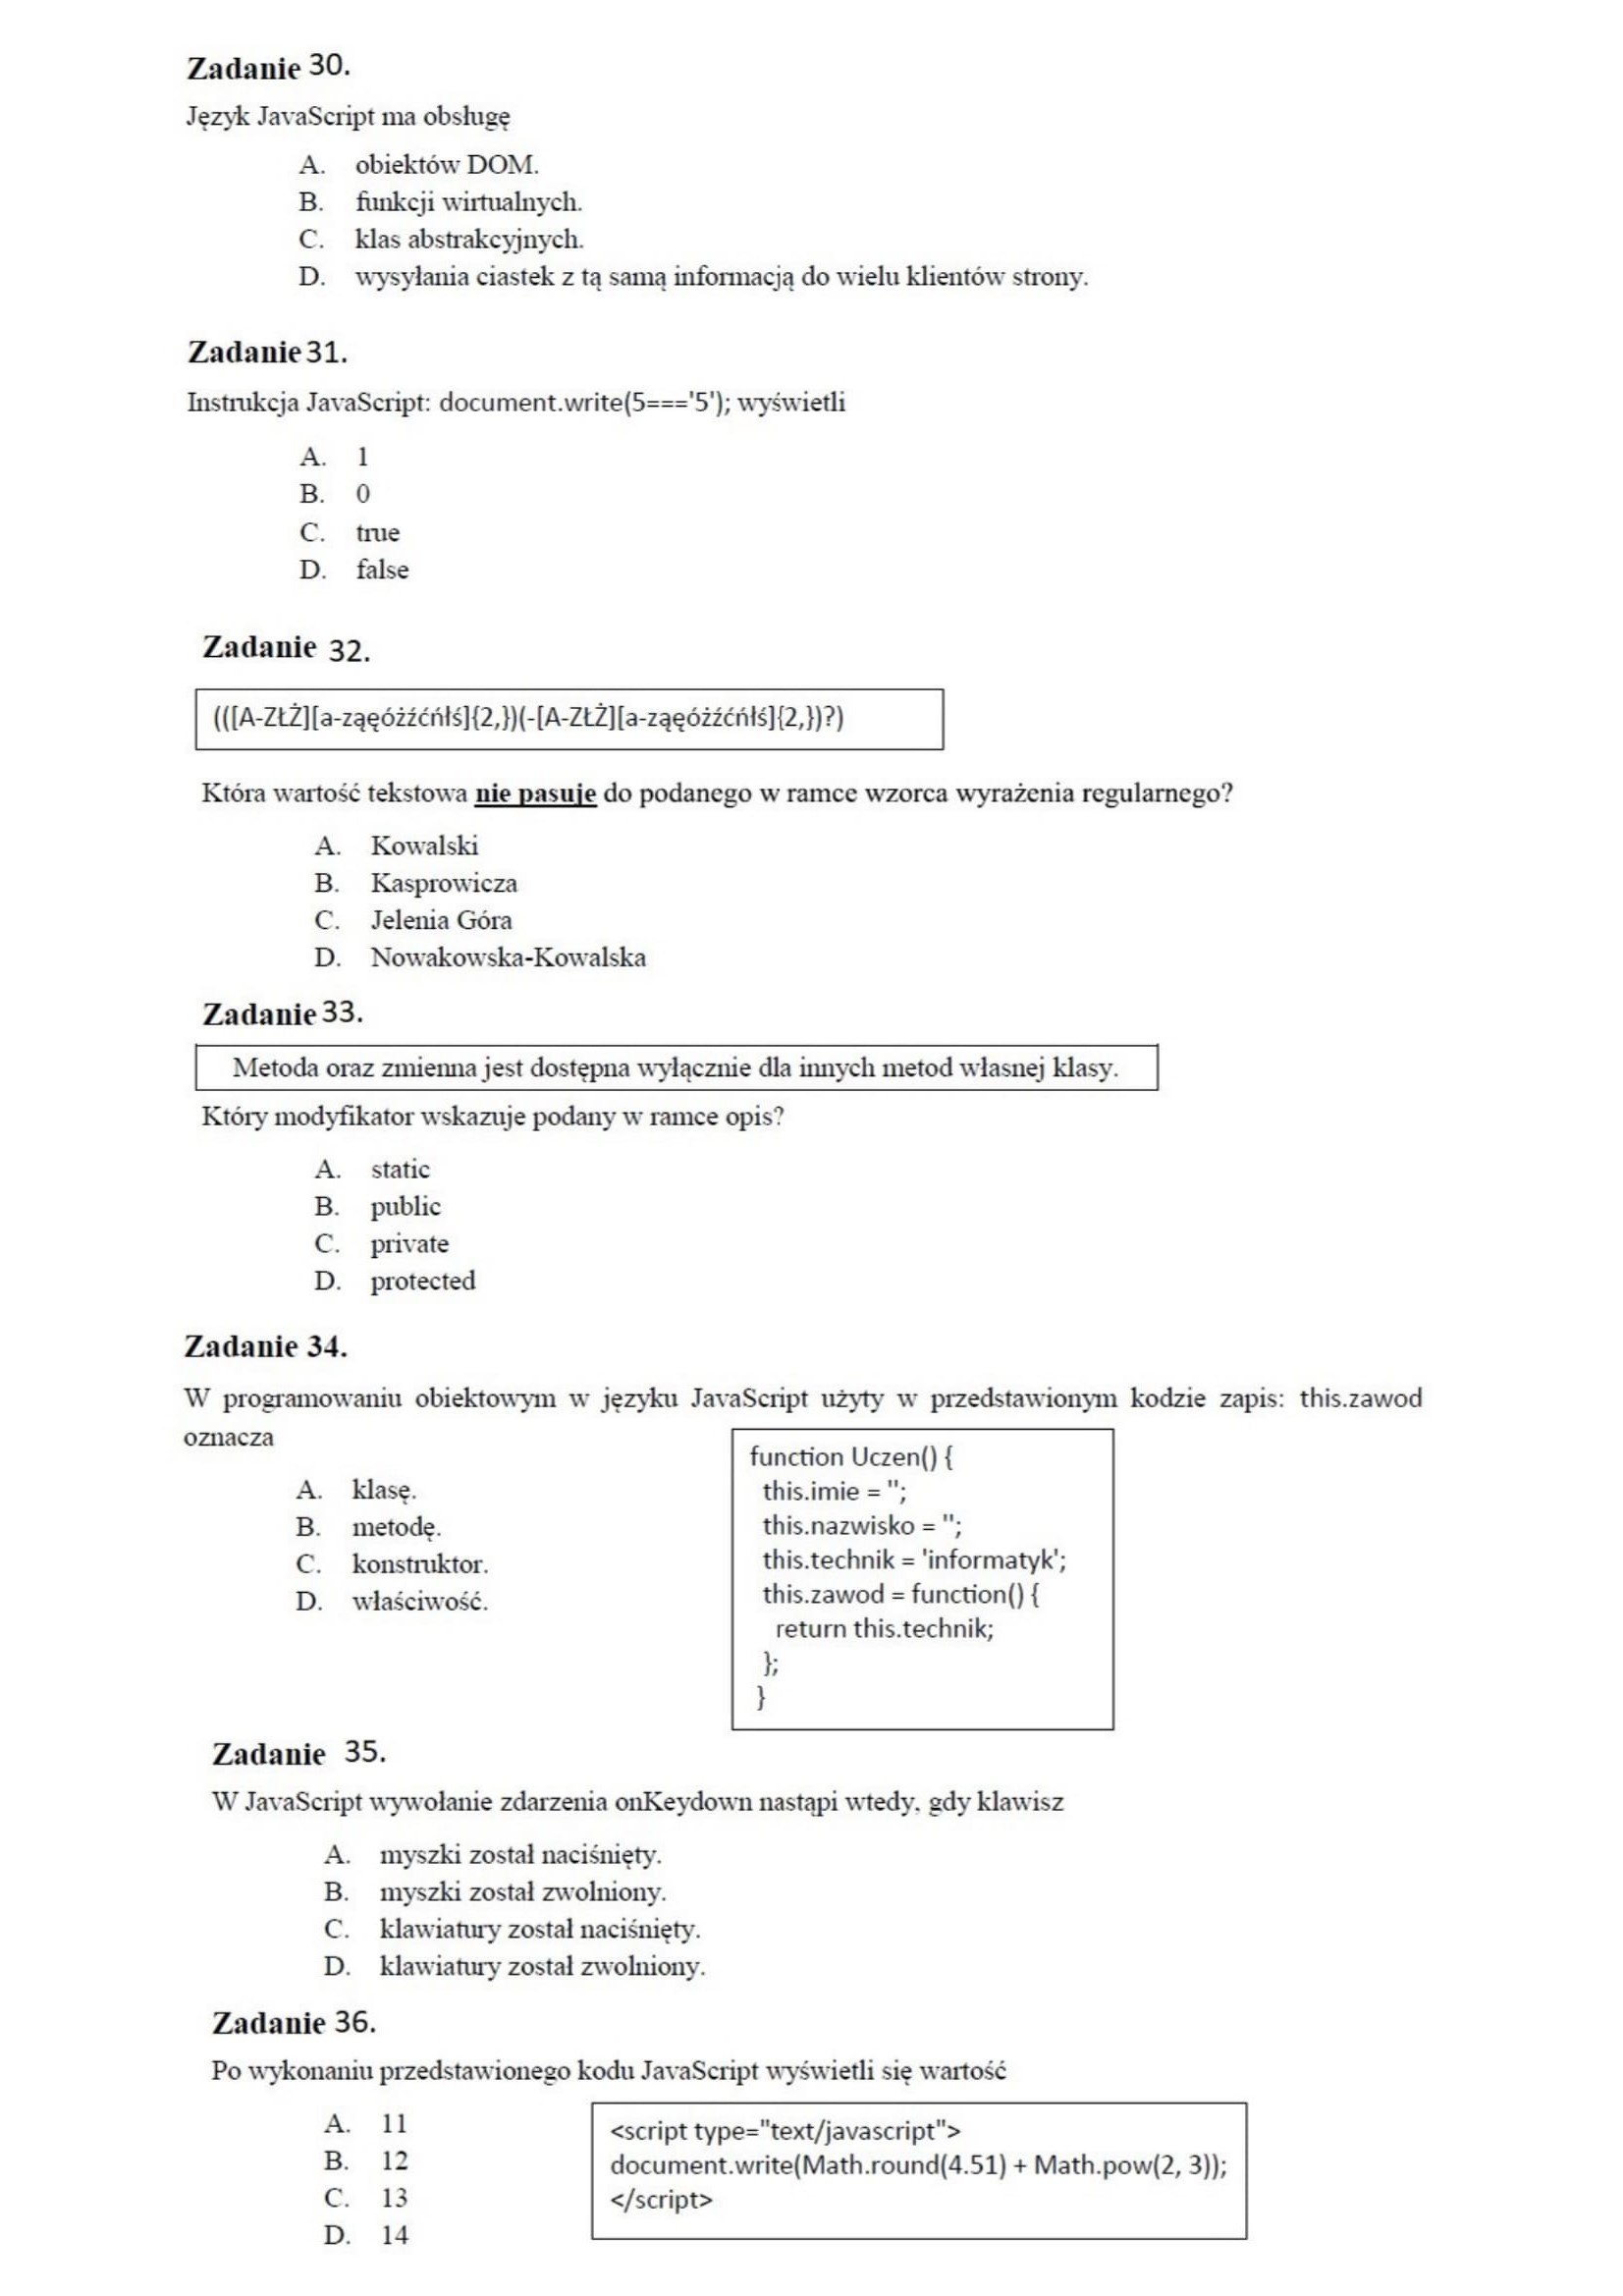 Zadanie 30.
Język JavaScript ma obsługę
A. obiektów DOM.
B. funkcji wirtualnych.
C. klas abstrakcyjnych.
D. wysyłania ciastek z tą samą informacją do wielu klientów strony.
Zadanie 31.
Instrukcja JavaScript: document.write(5==='5'); wyświetli
A. 1
B. 0
C. true
D. false
Zadanie 32.
(([A-ZŁŻ][a-ząęóżźćńłś]{2,})(-[A-ZŁŻ][a-ząęóżźćńłś]{2,})?)
Która wartość tekstowa nie pasuje do podanego w ramce wzorca wyrażenia regularnego?
A. Kowalski
B. Kasprowicza
C. Jelenia Góra
D. Nowakowska-Kowalska
Zadanie 33.
Metoda oraz zmienna jest dostępna wyłącznie dla innych metod własnej klasy.
Który modyfikator wskazuje podany w ramce opis?
A. static
B. public
C. private
D. protected
Zadanie 34.
W programowaniu obiektowym w języku JavaScript użyty w przedstawionym kodzie zapis: this.zawod
oznacza
A. klasę.
B. metodę.
C. konstruktor.
D. właściwość.
function Uczen() {
this.imie = '';
this.nazwisko = '';
this.technik = 'informatyk';
this.zawod = function() {
return this.technik;
};
}
Zadanie 35.
W JavaScript wywołanie zdarzenia onKeydown nastąpi wtedy, gdy klawisz
A. myszki został naciśnięty.
B. myszki został zwolniony.
C. klawiatury został naciśnięty.
D. klawiatury został zwolniony.
Zadanie 36.
Po wykonaniu przedstawionego kodu JavaScript wyświetli się wartość
A. 11
B. 12
C. 13
D. 14
<script type="text/javascript">
document.write(Math.round(4.51) + Math.pow(2, 3));
</script>